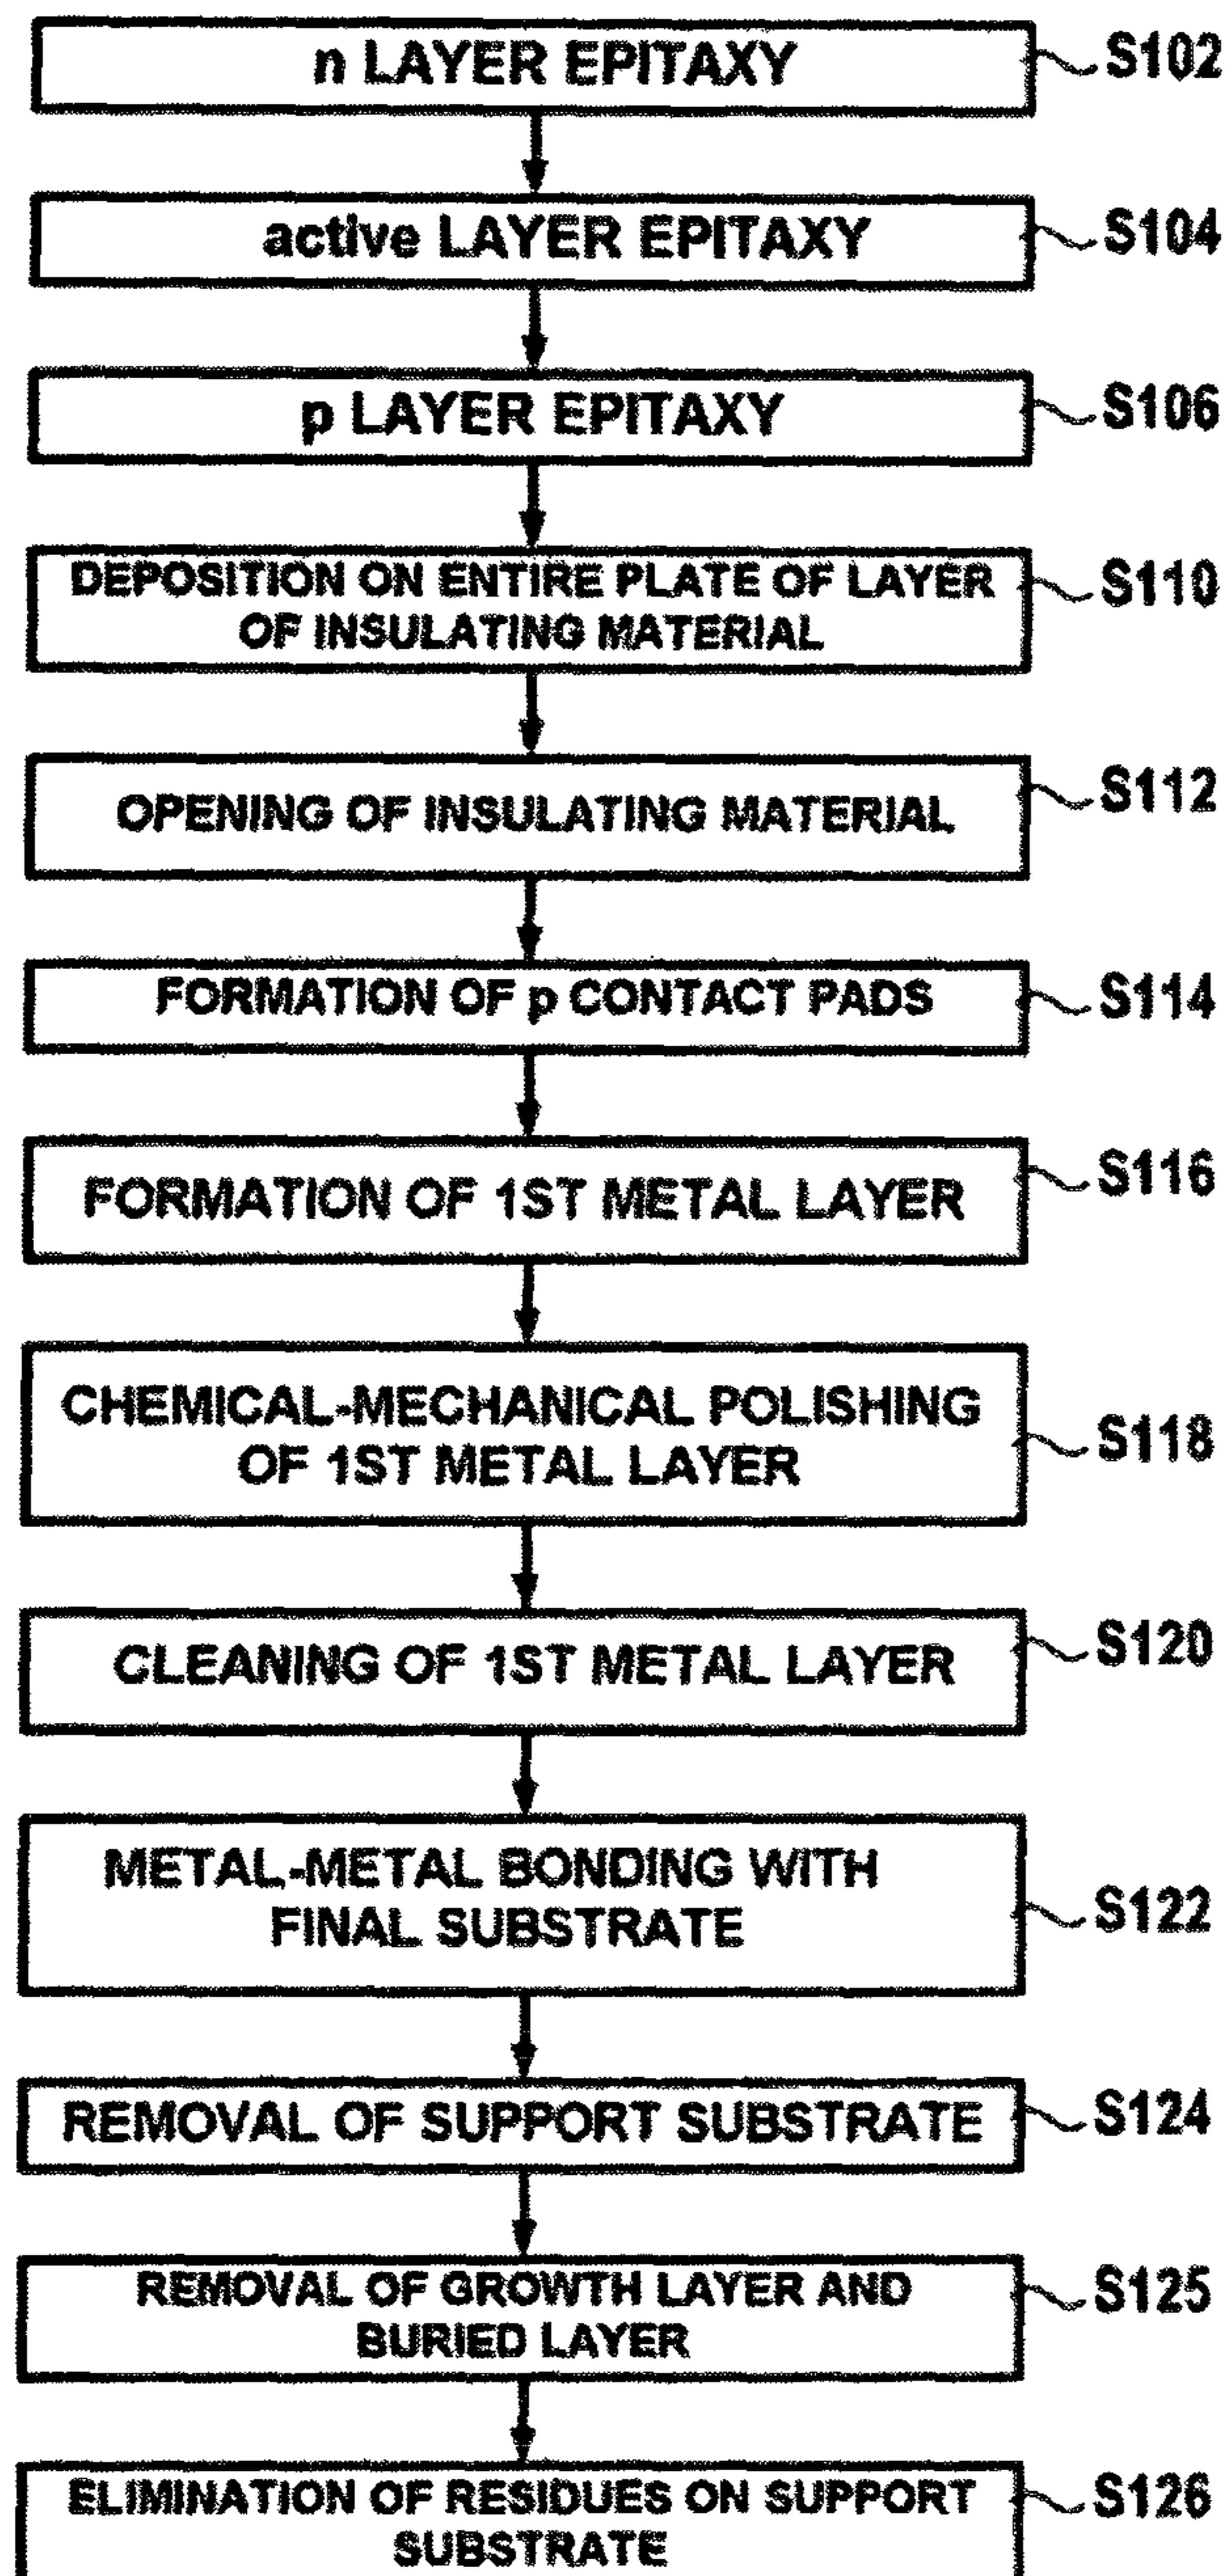 n LAYER EPITAXY
S102
active LAYER EPITAXY
S104
p LAYER EPITAXY
S106
DEPOSITION ON ENTIRE PLATE OF LAYER
OF INSULATING MATERIAL
S110
OPENING OF INSULATING MATERIAL
S112
FORMATION OF p CONTACT PADS
S114
FORMATION OF 1ST METAL LAYER
S116
CHEMICAL-MECHANICAL POLISHING
OF 1ST METAL LAYER
S118
CLEANING OF 1ST METAL LAYER
S120
METAL-METAL BONDING WITH
FINAL SUBSTRATE
S122
REMOVAL OF SUPPORT SUBSTRATE
S124
REMOVAL OF GROWTH LAYER AND
BURIED LAYER
S125
ELIMINATION OF RESIDUES ON SUPPORT
SUBSTRATE
S126